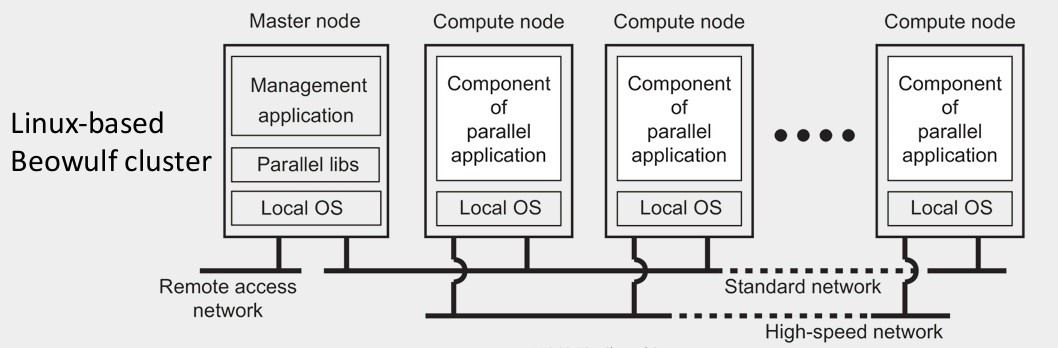 Master node
Compute node
Compute node
Compute node
Linux-based
Beowulf cluster
Management
application
Parallel libs
Local OS
Component
of
parallel
application
Local OS
Component
of
parallel
application
Local OS
Component
of
parallel
application
Local OS
Remote access
network
Standard network
High-speed network